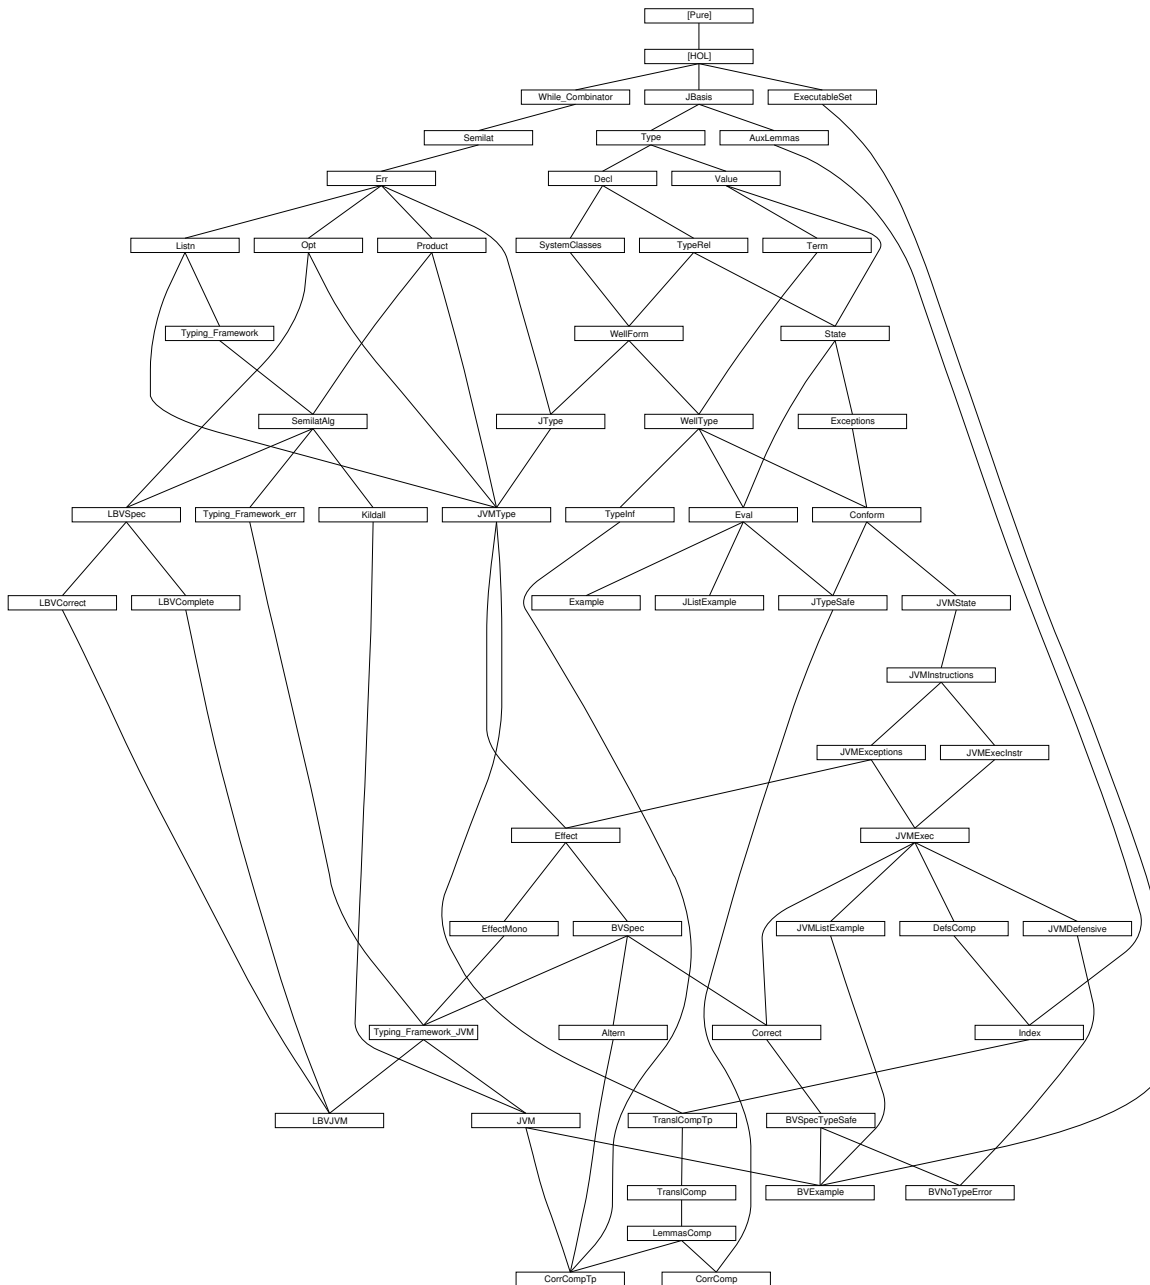 [Pure]
[HOL]
While_Combinator
JBasis
ExecutableSet
Semilat
Type
AuxLemmas
Err
Decl
Value
Listn
Opt
Product
SystemClasses
TypeRel
Term
Typing_Framework
WellForm
State
SemilatAlg
JType
WellType
Exceptions
LBVSpec
Typing_Framework_err
Kildall
JVMType
TypeInf
Eval
Conform
LBVCorrect
LBVComplete
Example
JListExample
JTypeSafe
JVMState
JVMInstructions
JVMExceptions
JVMExecInstr
Effect
JVMExec
EffectMono
BVSpec
JVMListExample
DefsComp
JVMDefensive
Typing_Framework_JVM
Altern
Correct
Index
LBVJVM
JVM
TranslCompTp
BVSpecTypeSafe
TranslComp
BVExample
BVNoTypeError
LemmasComp
CorrCompTp
CorrComp